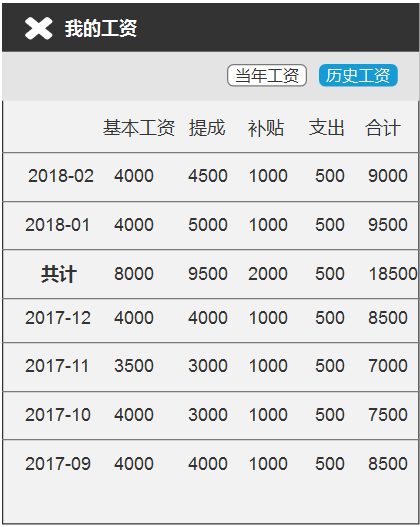 我的工资
当年工资 历史工资
基本工资 提成 补贴 支出 合计
2018-02 4000 4500 1000 500 9000
2018-01 4000 5000 1000 500 9500
共计 8000 9500 2000 500 18500
2017-12 4000 4000 1000 500 8500
2017-11 3500 3000 1000 500 7000
2017-10 4000 3000 1000 500 7500
2017-09 4000 4000 1000 500 8500